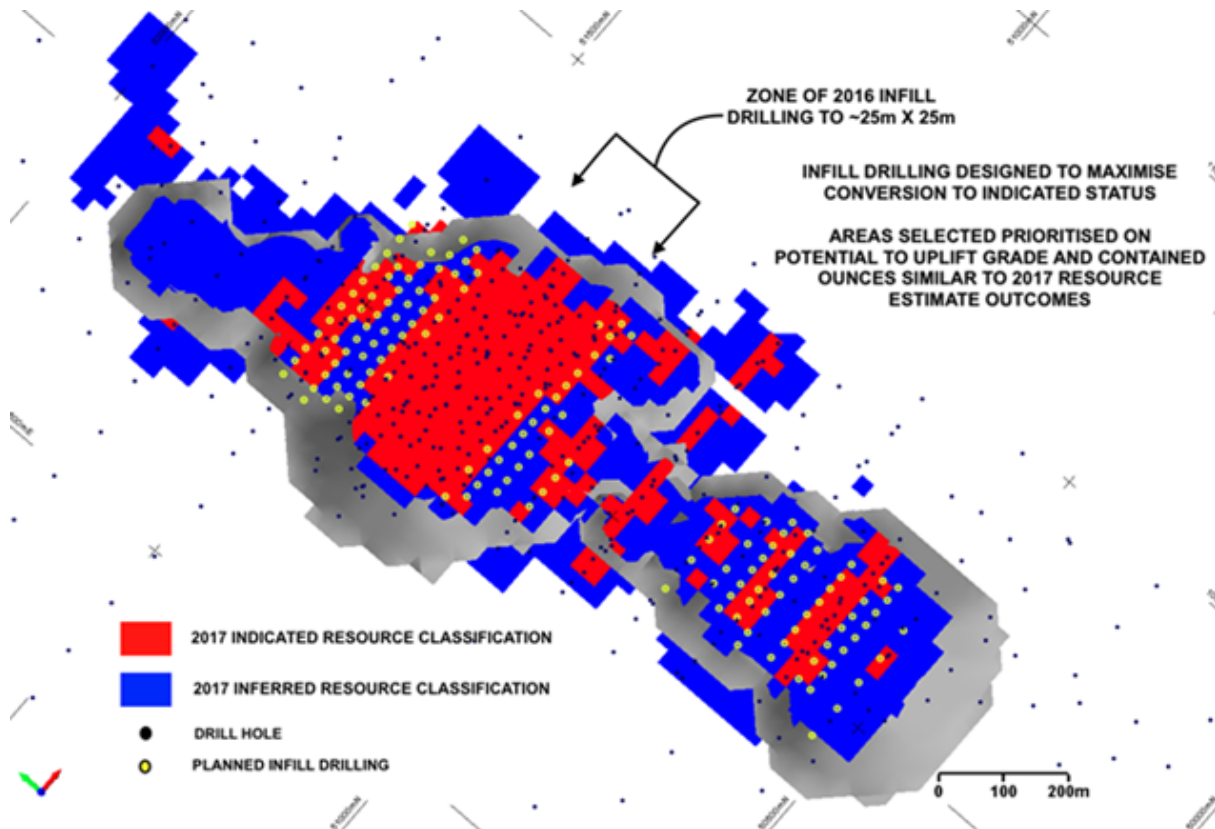 51500mN
51000mN
ZONE OF 2016 INFILL
DRILLING TO ~25m X 25m
INFILL DRILLING DESIGNED TO MAXIMISE
CONVERSION TO INDICATED STATUS
AREAS SELECTED PRIORITISED ON
POTENTIAL TO UPLIFT GRADE AND CONTAINED
OUNCES SIMILAR TO 2017 RESOURCE
ESTIMATE OUTCOMES
2017 INDICATED RESOURCE CLASSIFICATION
2017 INFERRED RESOURCE CLASSIFICATION
DRILL HOLE
PLANNED INFILL DRILLING
0 100 200m